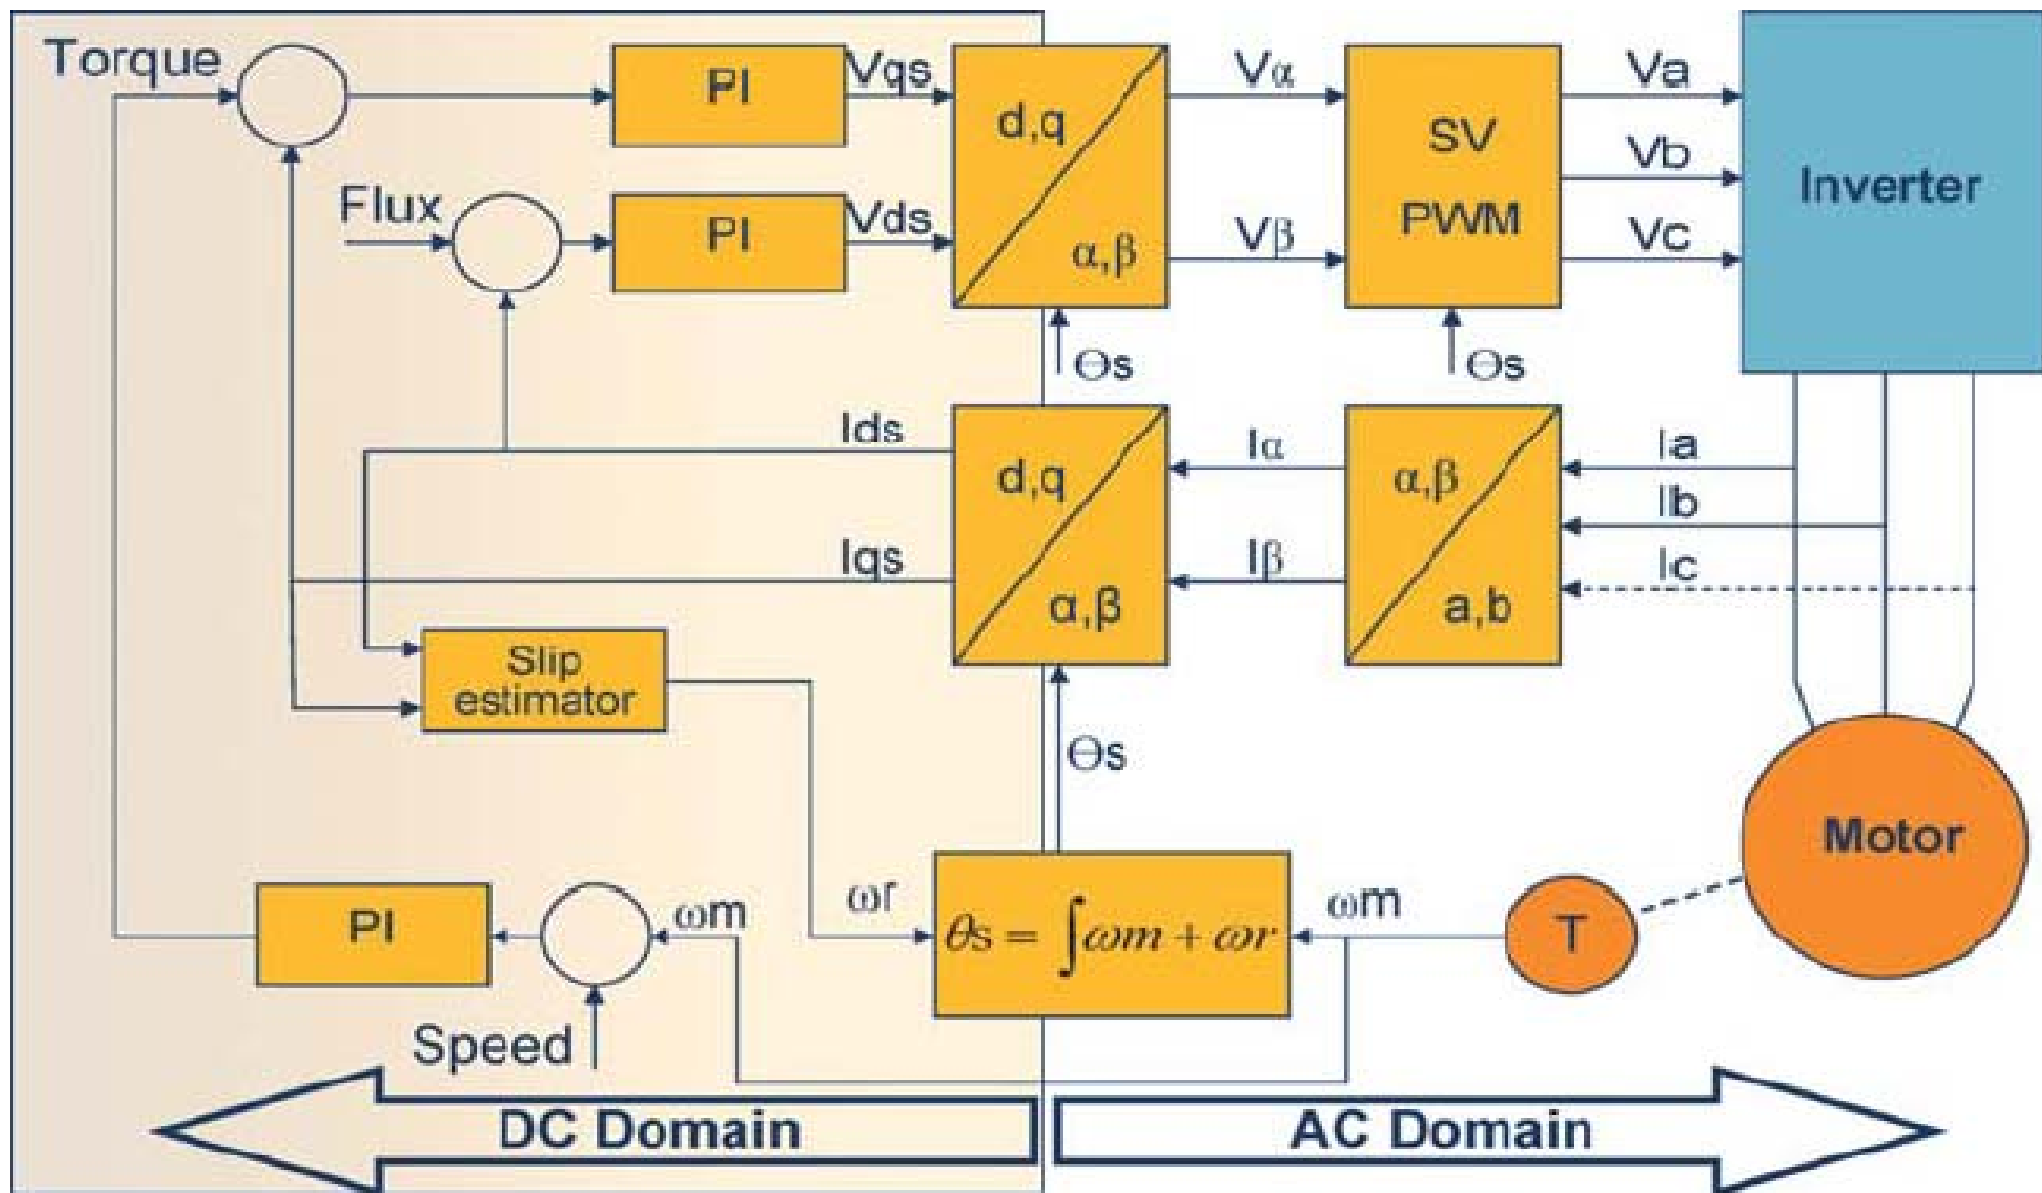 Torque
PI
Vqs
d,q
α,β
Vα
SV
PWM
Va
Vb
Vc
Inverter
Flux
PI
Vds
Vβ
Θs
Θs
Ids
d,q
α,β
Iα
α,β
a,b
Ia
Ib
Ic
Iqs
Iβ
Slip
estimator
Θs
Motor
PI
ωm
ωr
θs = ∫ωm + ωr
ωm
T
Speed
DC Domain
AC Domain